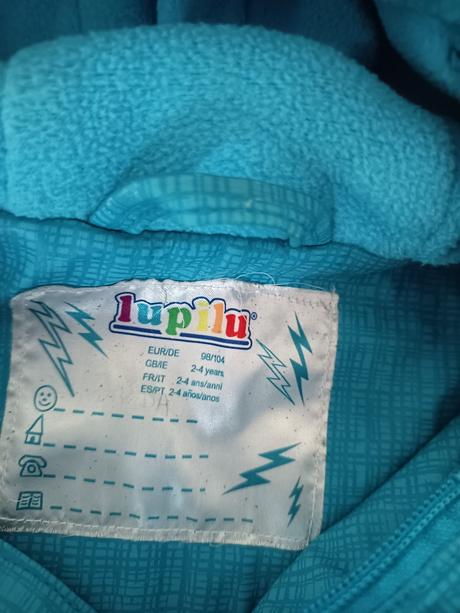 lupilu®
EUR/DE 98/104
GB/IE 2-4 years
FR/IT 2-4 ans/anni
ES/PT 2-4 años/anos